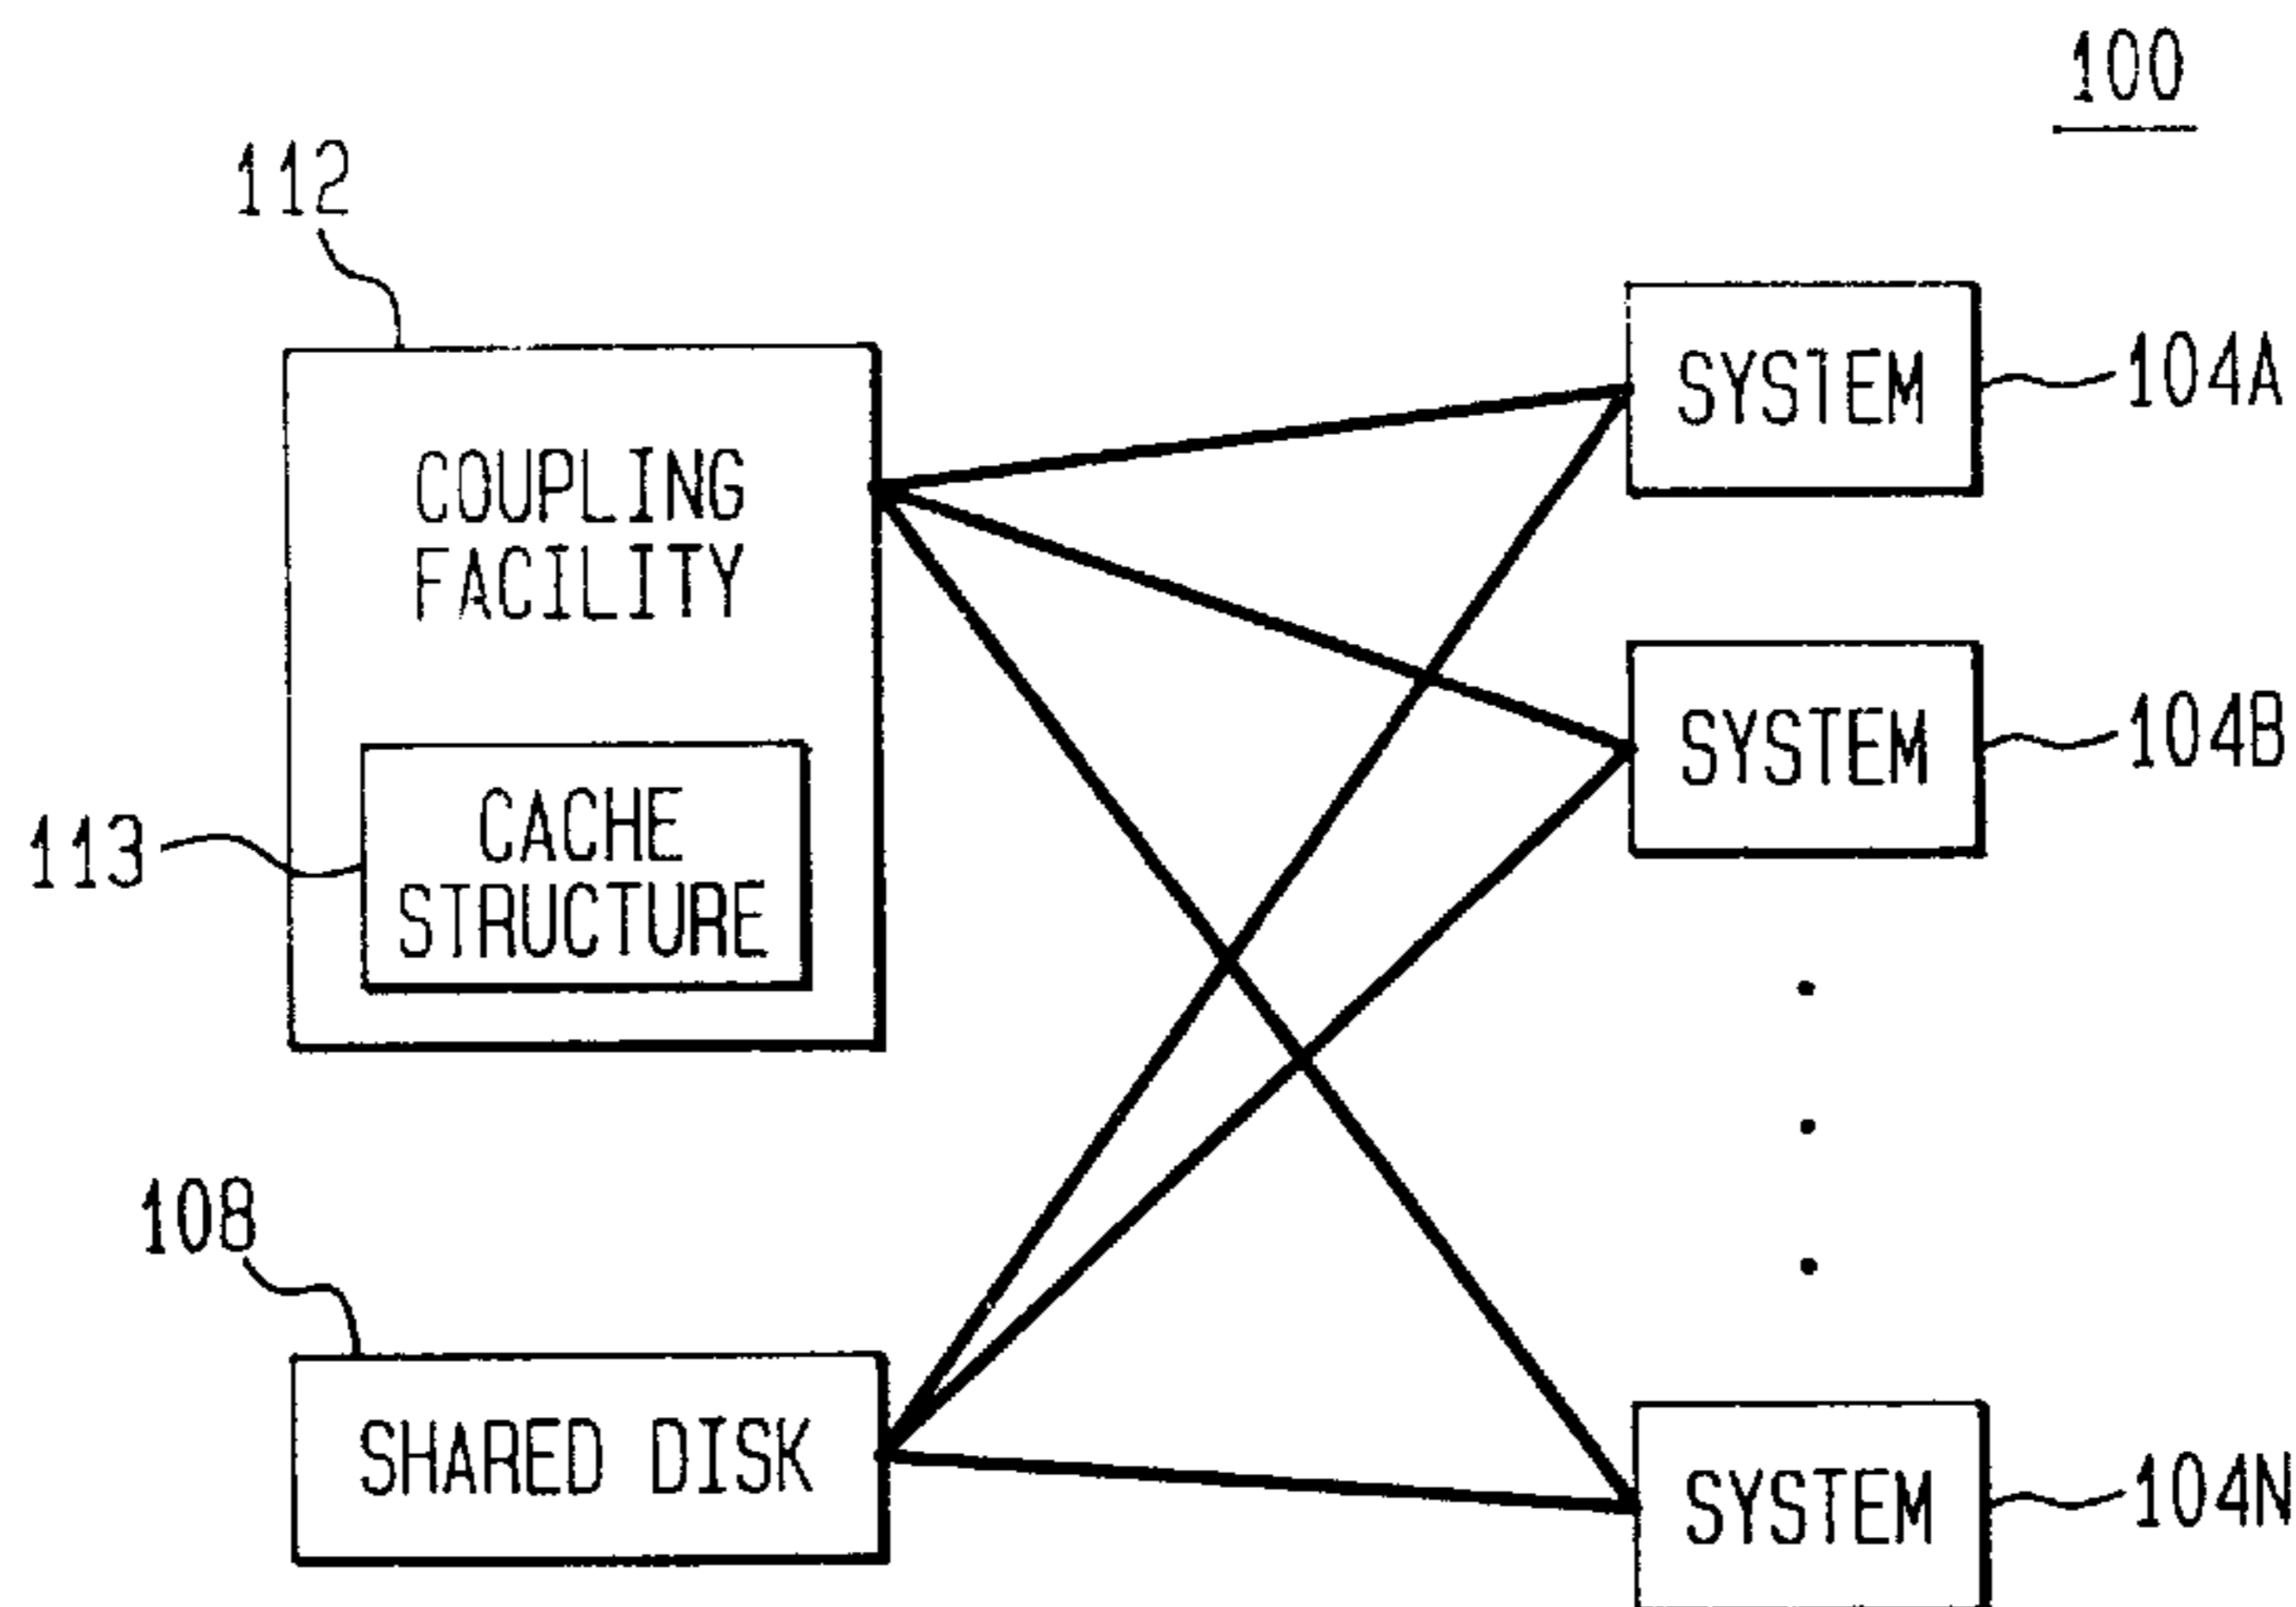 100
112
COUPLING
FACILITY
CACHE
STRUCTURE
113
108
SHARED DISK
SYSTEM
104A
SYSTEM
104B
SYSTEM
104N